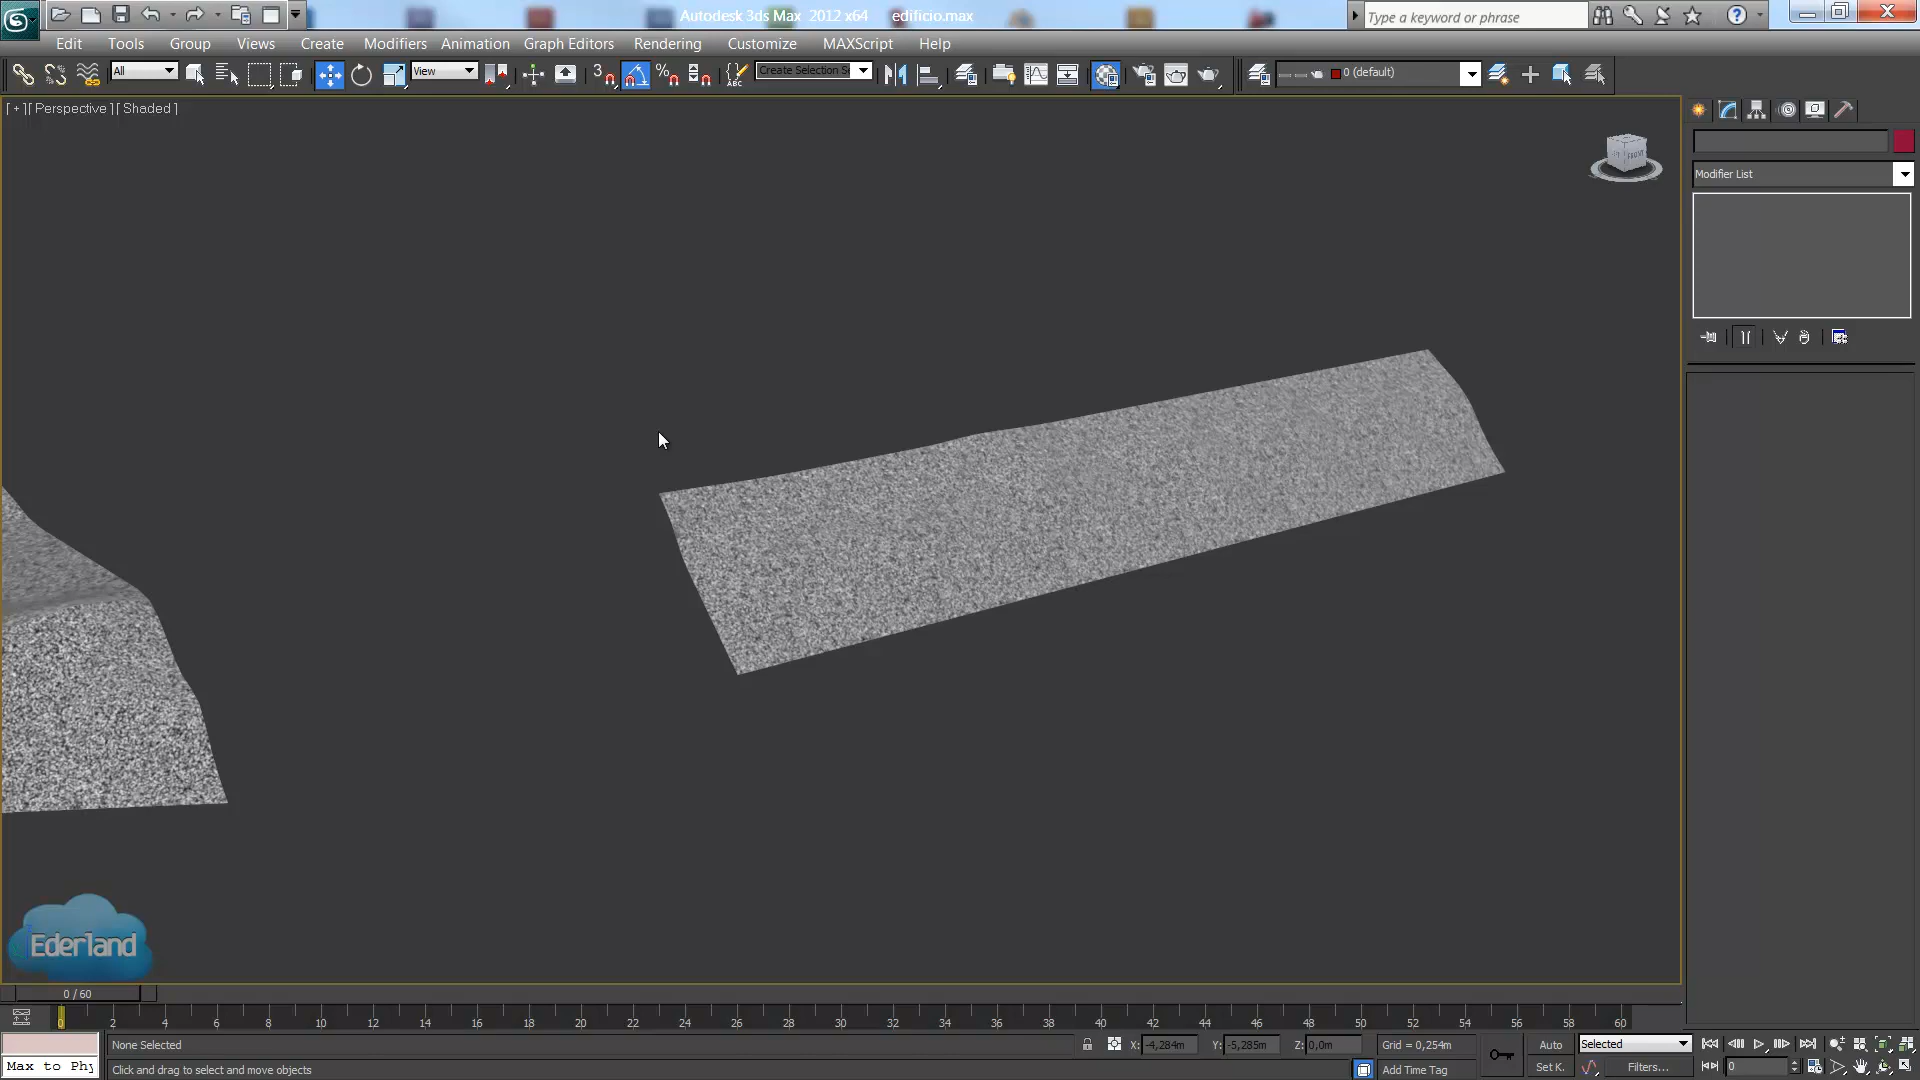 Autodesk 3ds Max 2012 x64 edificio.max
Type a keyword or phrase
Edit Tools Group Views Create Modifiers Animation Graph Editors Rendering Customize MAXScript Help
All View 3 % ABC Create Selection S 0 (default)
[ + ][ Perspective ][ Shaded ]
FRONT
Modifier List
Ederland
0 / 60
0 2 4 6 8 10 12 14 16 18 20 22 24 26 28 30 32 34 36 38 40 42 44 46 48 50 52 54 56 58 60
None Selected X: -4,284m Y: -5,285m Z: 0,0m Grid = 0,254m Auto Selected
Max to Phy Click and drag to select and move objects Add Time Tag Set K. Filters... 0